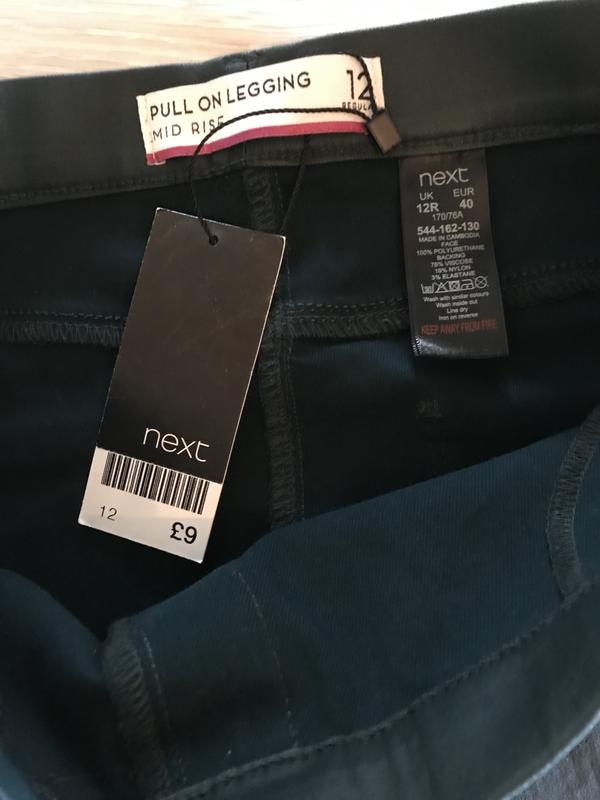 PULL ON LEGGING
MID RISE
12
REGULAR
next
UK EUR
12R 40
170/76A
544-162-130
MADE IN CAMBODIA
FACE
100% POLYURETHANE
BACKING
78% VISCOSE
19% NYLON
3% ELASTANE
30
Wash with similar colours
Wash inside out
Line dry
Iron on reverse
KEEP AWAY FROM FIRE
next
12 £9